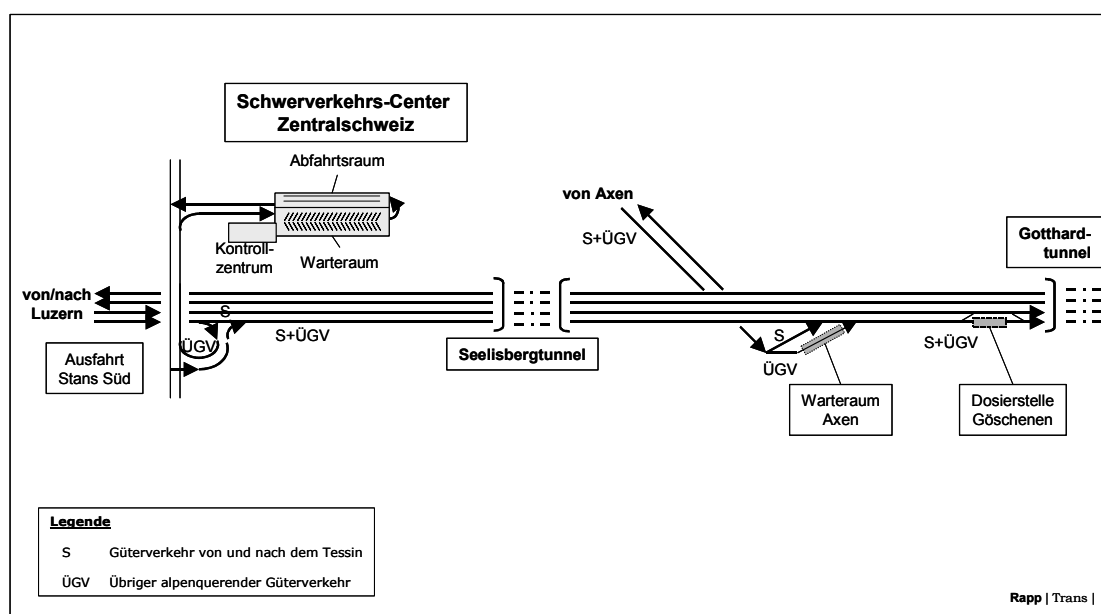 Schwerverkehrs-Center
Zentralschweiz
Abfahrtsraum
Kontroll-
zentrum
Warteraum
von Axen
S+ÜGV
Gotthard-
tunnel
von/nach
Luzern
S
ÜGV
S+ÜGV
Ausfahrt
Stans Süd
Seelisbergtunnel
S
ÜGV
S+ÜGV
Warteraum
Axen
Dosierstelle
Göschenen
Legende
S Güterverkehr von und nach dem Tessin
ÜGV Übriger alpenquerender Güterverkehr
Rapp | Trans |